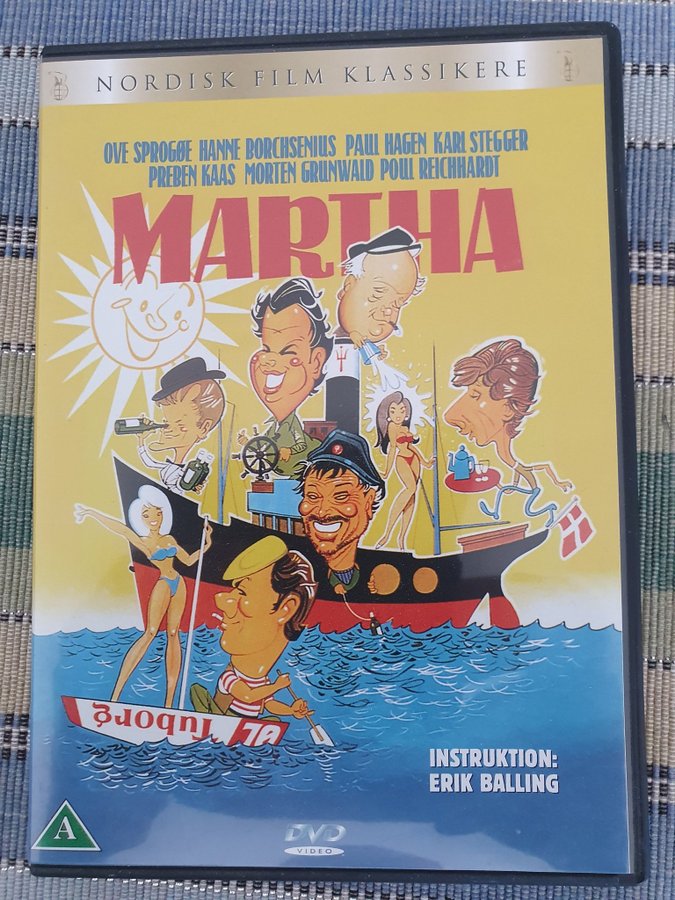 NORDISK FILM KLASSIKERE
OVE SPROGØE HANNE BORCHSENIUS PAUL HAGEN KARL STEGGER
PREBEN KAAS MORTEN GRUNWALD POUL REICHHARDT
MARTHA
Tuborg
ØL
INSTRUKTION:
ERIK BALLING
A
DVD
VIDEO